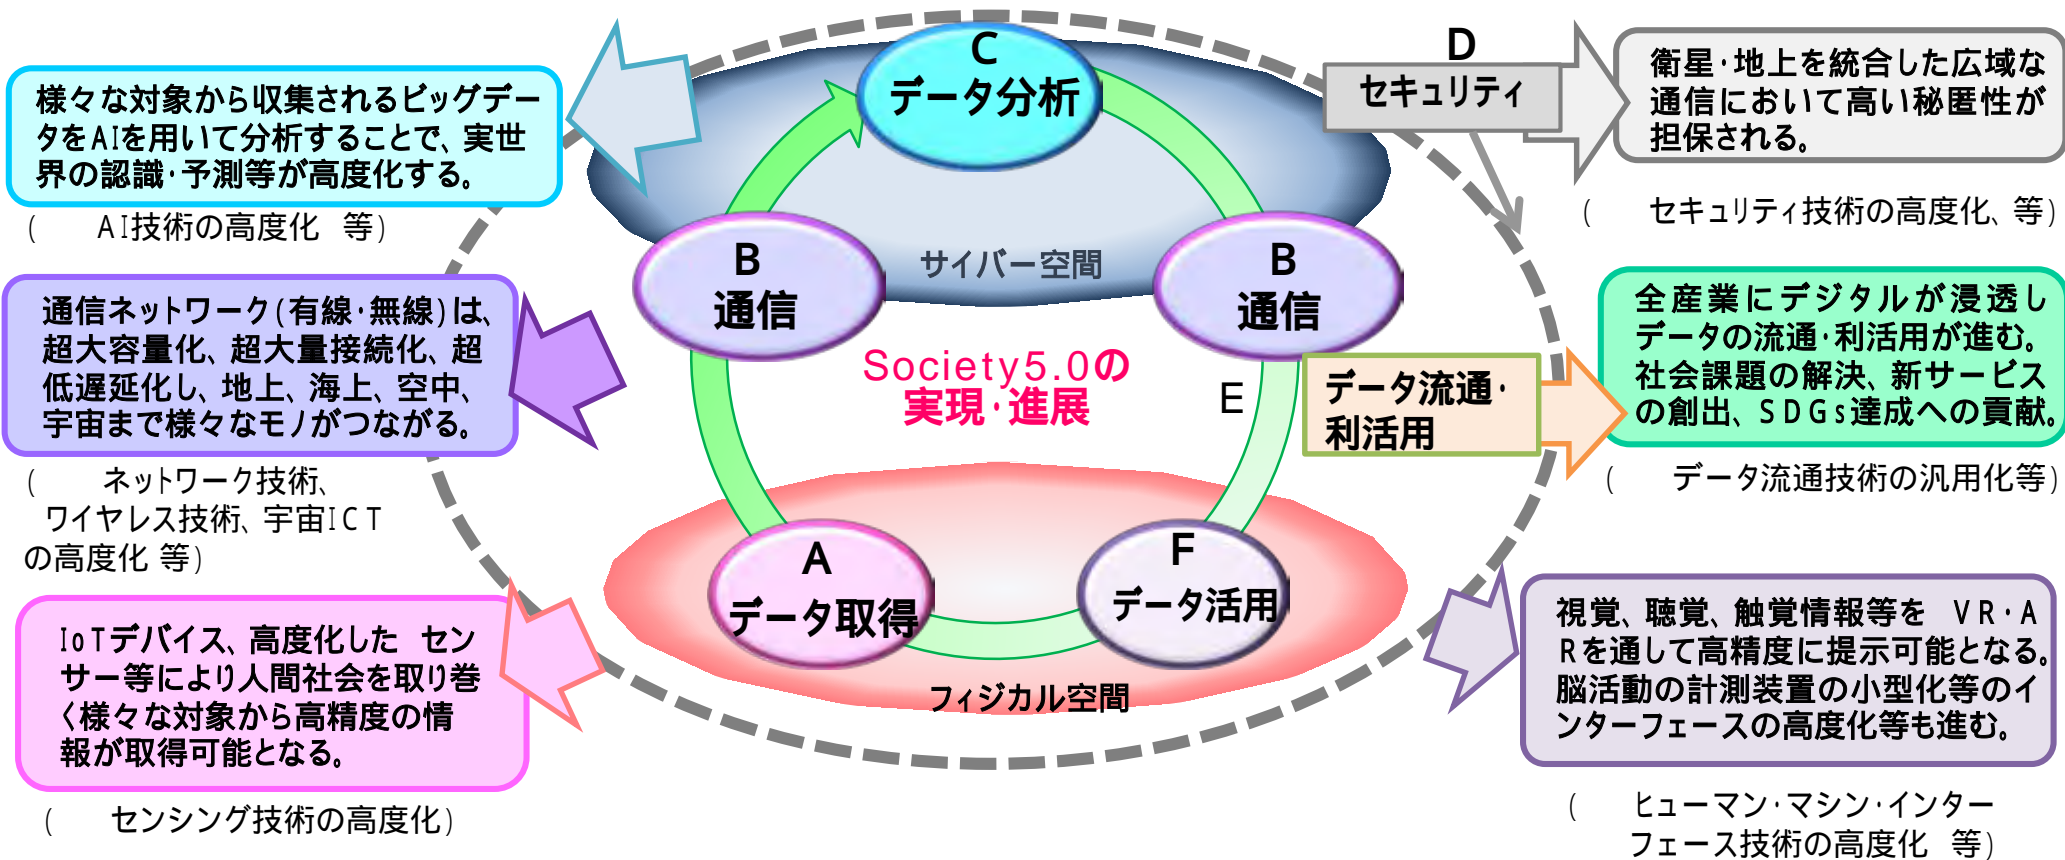 様々な対象から収集されるビッグデー
タをAIを用いて分析することで、実世
界の認識・予測等が高度化する。
(　　AI技術の高度化　等)
通信ネットワーク(有線・無線)は、
超大容量化、超大量接続化、超
低遅延化し、地上、海上、空中、
宇宙まで様々なモノがつながる。
(　　ネットワーク技術、
ワイヤレス技術、宇宙ICT
の高度化 等)
IoTデバイス、高度化した　セン
サー等により人間社会を取り巻
く様々な対象から高精度の情
報が取得可能となる。
(　　センシング技術の高度化)
C
データ分析
B
通信
サイバー空間
B
通信
Society5.0の
実現・進展
E
データ流通・
利活用
A
データ取得
F
データ活用
フィジカル空間
D
セキュリティ
衛星・地上を統合した広域な
通信において高い秘匿性が
担保される。
(　　セキュリティ技術の高度化、等)
全産業にデジタルが浸透し
データの流通・利活用が進む。
社会課題の解決、新サービス
の創出、SDGs達成への貢献。
(　　データ流通技術の汎用化等)
視覚、聴覚、触覚情報等を　VR・A
Rを通して高精度に提示可能となる。
脳活動の計測装置の小型化等のイ
ンターフェースの高度化等も進む。
(　　ヒューマン・マシン・インター
フェース技術の高度化　等)